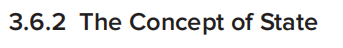 3.6.2 The Concept of State